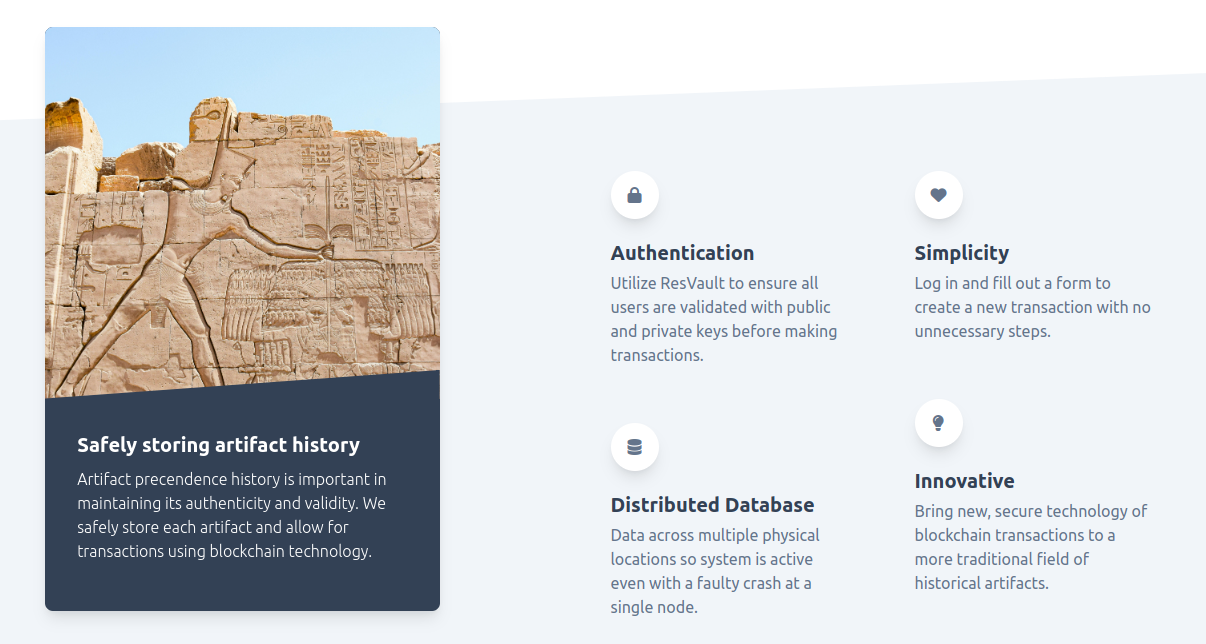 Safely storing artifact history
Artifact precendence history is important in
maintaining its authenticity and validity. We
safely store each artifact and allow for
transactions using blockchain technology.
Authentication
Utilize ResVault to ensure all
users are validated with public
and private keys before making
transactions.
Distributed Database
Data across multiple physical
locations so system is active
even with a faulty crash at a
single node.
Simplicity
Log in and fill out a form to
create a new transaction with no
unnecessary steps.
Innovative
Bring new, secure technology of
blockchain transactions to a
more traditional field of
historical artifacts.